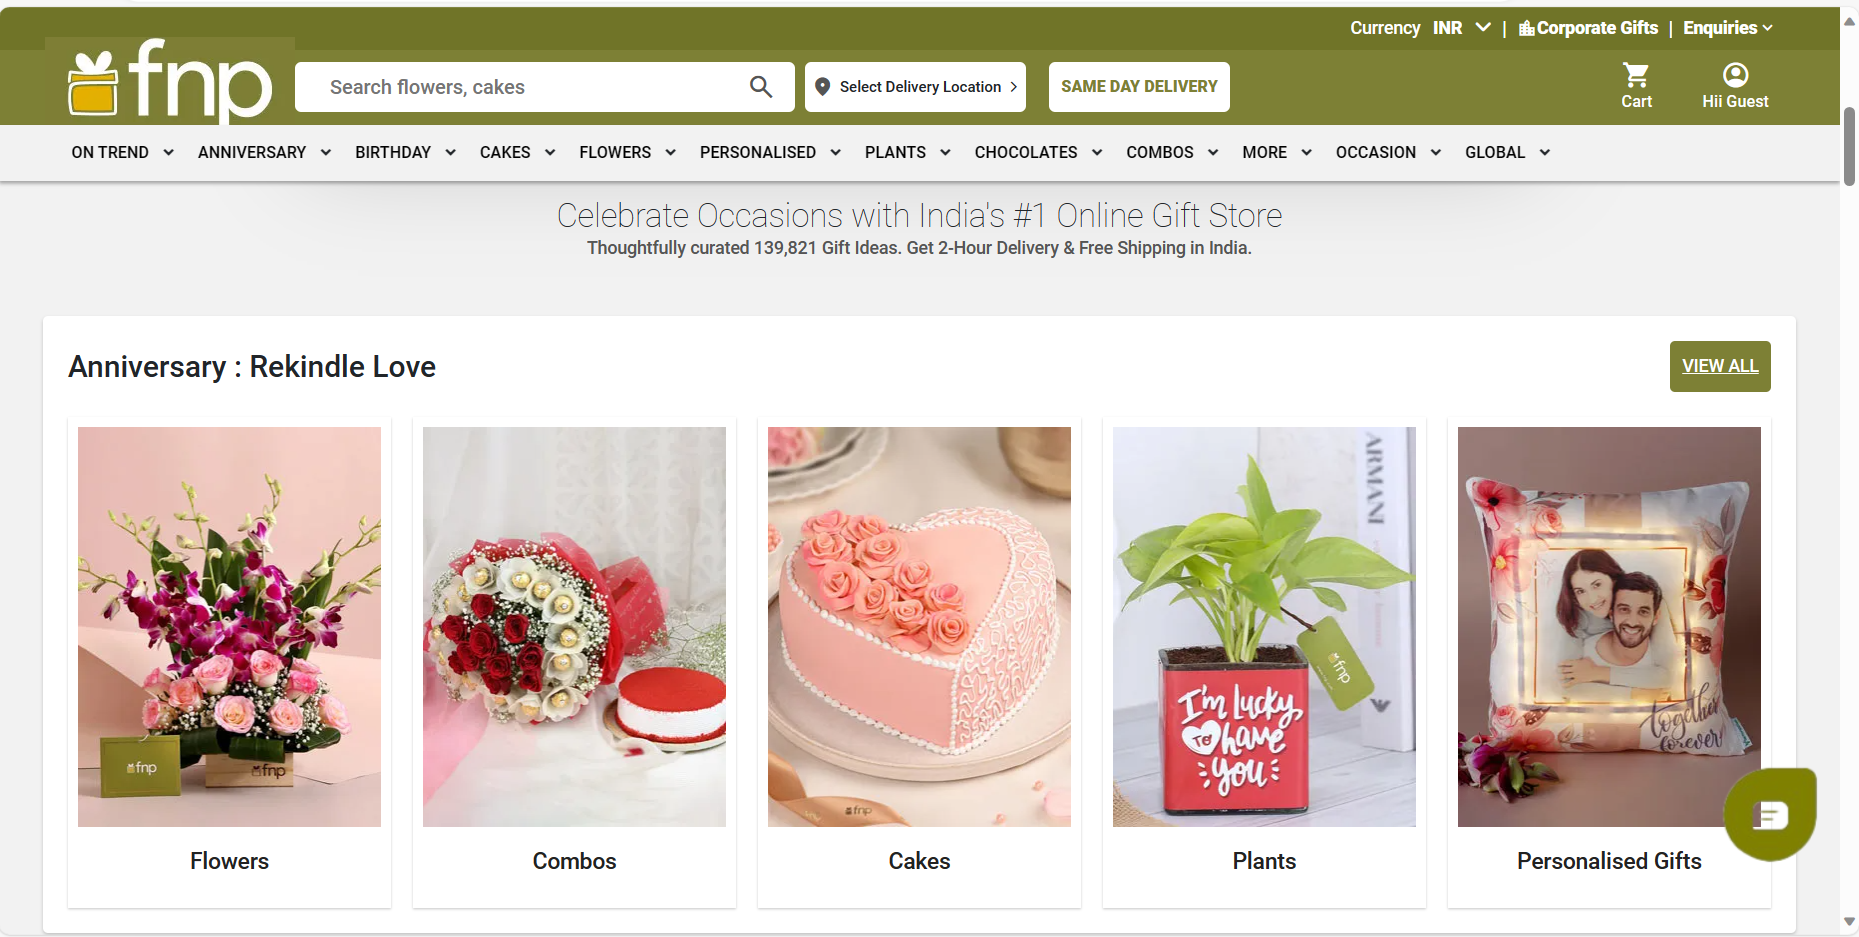 Currency INR | Corporate Gifts | Enquiries
fnp
Search flowers, cakes
Select Delivery Location
SAME DAY DELIVERY
Cart
Hii Guest
ON TREND ANNIVERSARY BIRTHDAY CAKES FLOWERS PERSONALISED PLANTS CHOCOLATES COMBOS MORE OCCASION GLOBAL
Celebrate Occasions with India's #1 Online Gift Store
Thoughtfully curated 139,821 Gift Ideas. Get 2-Hour Delivery & Free Shipping in India.
Anniversary : Rekindle Love
VIEW ALL
fnp
fnp
Flowers
Combos
fnp
Cakes
ARMANI
fnp
I'm lucky
TO have
you
Plants
together
forever
Personalised Gifts